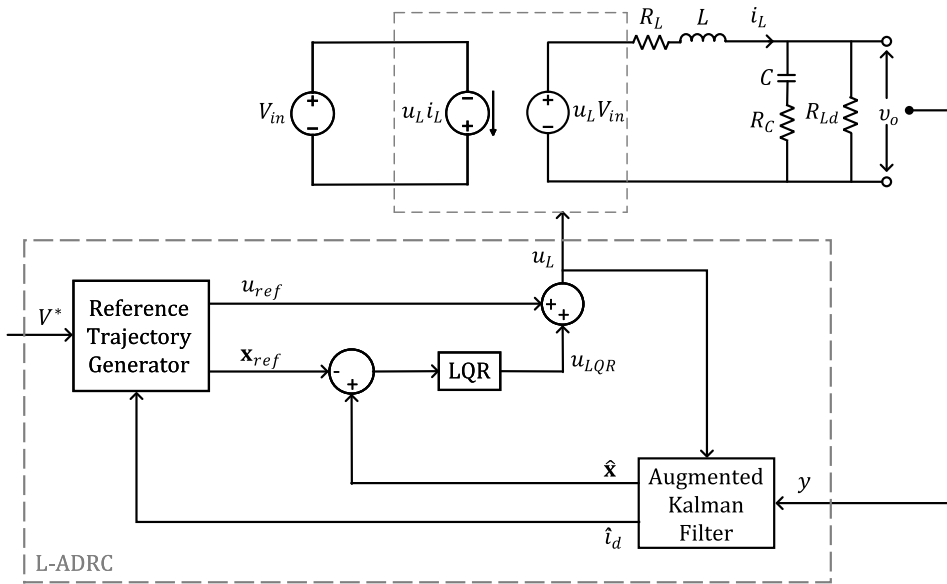 R_L
L
i_L
V_in
+
−
u_L i_L
−
+
+
−
u_L V_in
C
R_C
R_Ld
v_o
u_L
V*
Reference
Trajectory
Generator
u_ref
x_ref
+
+
-
+
LQR
u_LQR
x̂
î_d
Augmented
Kalman
Filter
y
L-ADRC